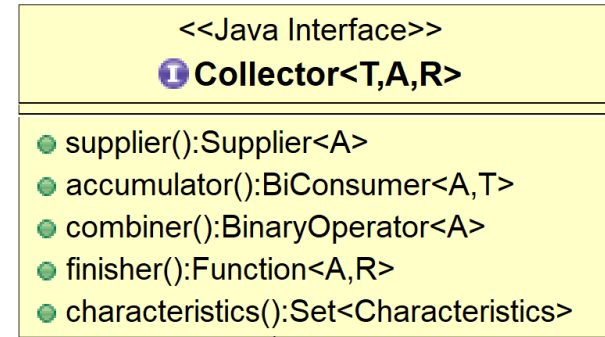 <<Java Interface>>
I Collector<T,A,R>
supplier():Supplier<A>
accumulator():BiConsumer<A,T>
combiner():BinaryOperator<A>
finisher():Function<A,R>
characteristics():Set<Characteristics>